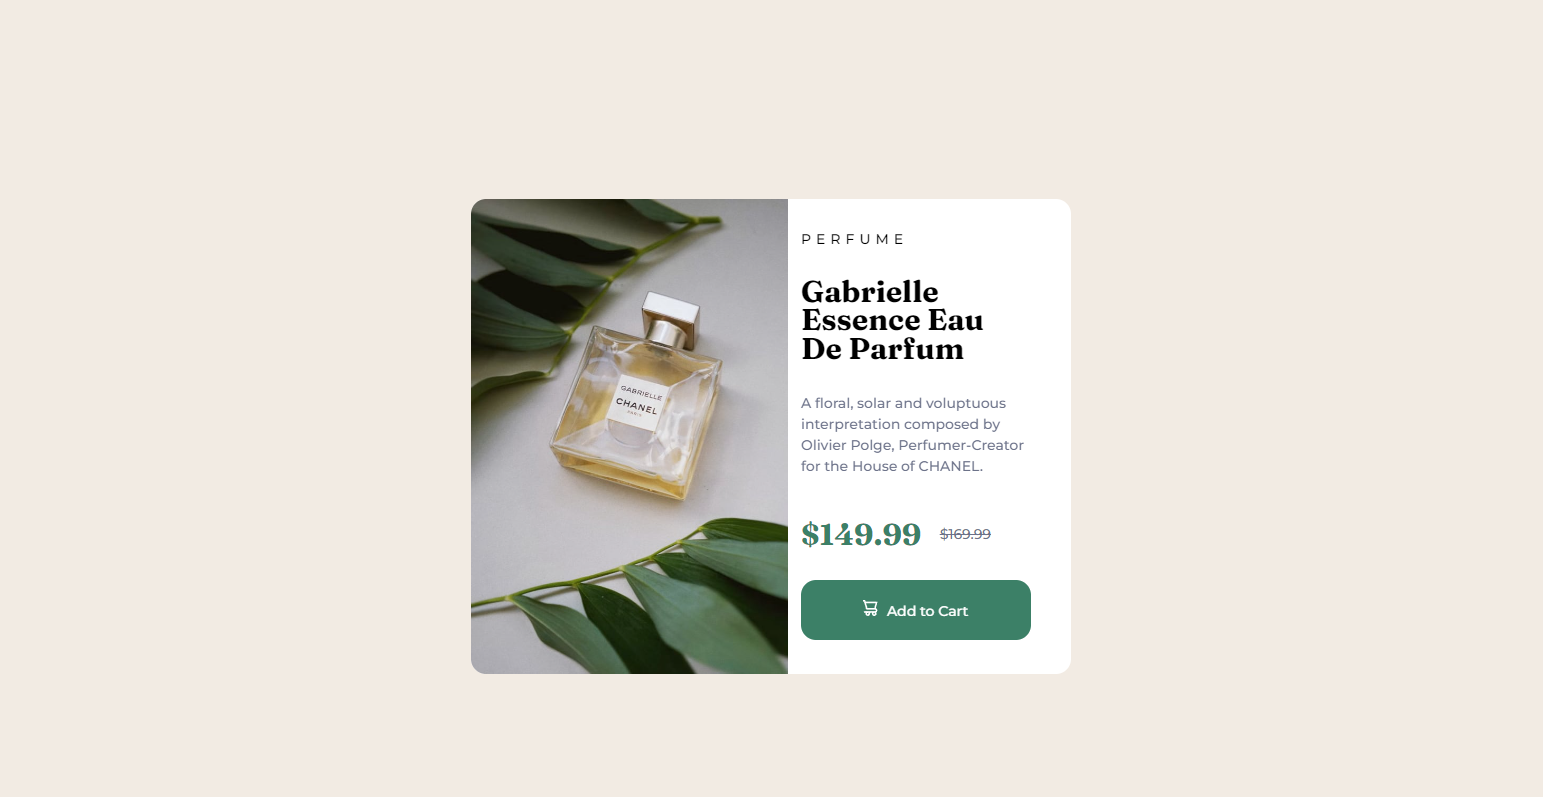 PERFUME
Gabrielle
Essence Eau
De Parfum
A floral, solar and voluptuous
interpretation composed by
Olivier Polge, Perfumer-Creator
for the House of CHANEL.
$149.99 $169.99
Add to Cart
GABRIELLE
CHANEL
PARIS